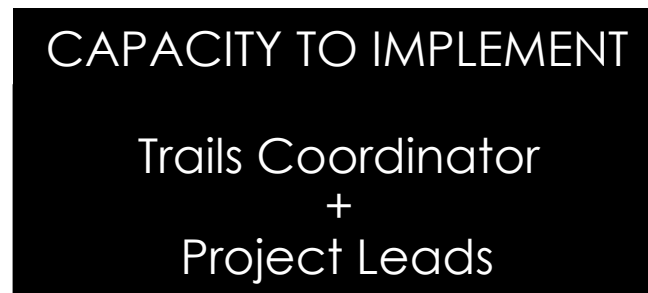 CAPACITY TO IMPLEMENT
Trails Coordinator
+
Project Leads